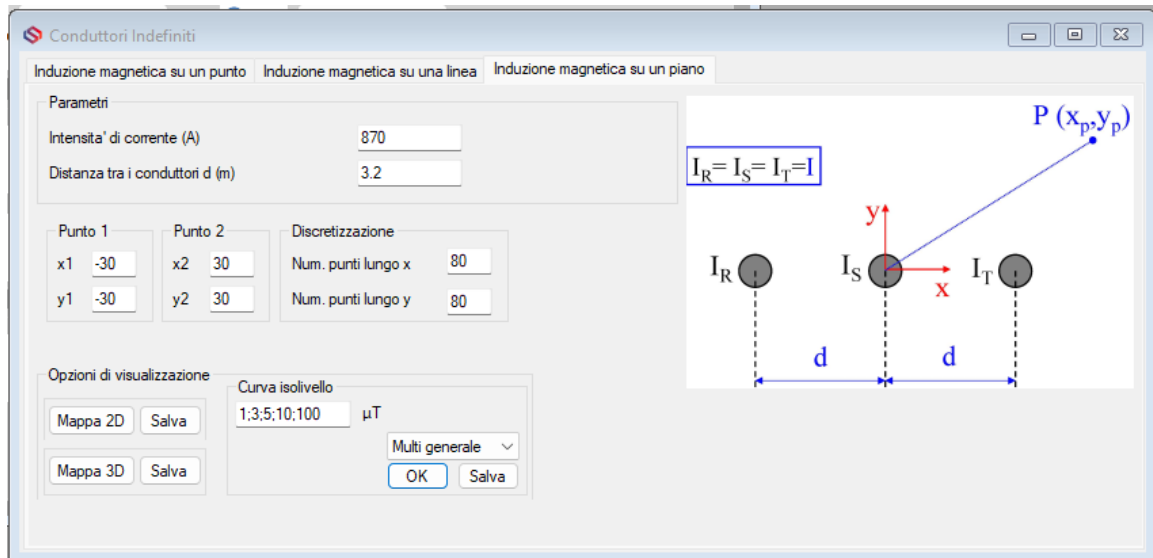 Conduttori Indefiniti
Induzione magnetica su un punto Induzione magnetica su una linea Induzione magnetica su un piano
Parametri
Intensita' di corrente (A) 870
Distanza tra i conduttori d (m) 3.2
Punto 1 Punto 2 Discretizzazione
x1 -30 x2 30 Num. punti lungo x 80
y1 -30 y2 30 Num. punti lungo y 80
Opzioni di visualizzazione
Curva isolivello
Mappa 2D Salva 1;3;5;10;100 µT
Multi generale
Mappa 3D Salva OK Salva
P (xp,yp)
IR= IS= IT=I
y
IR IS x IT
d d